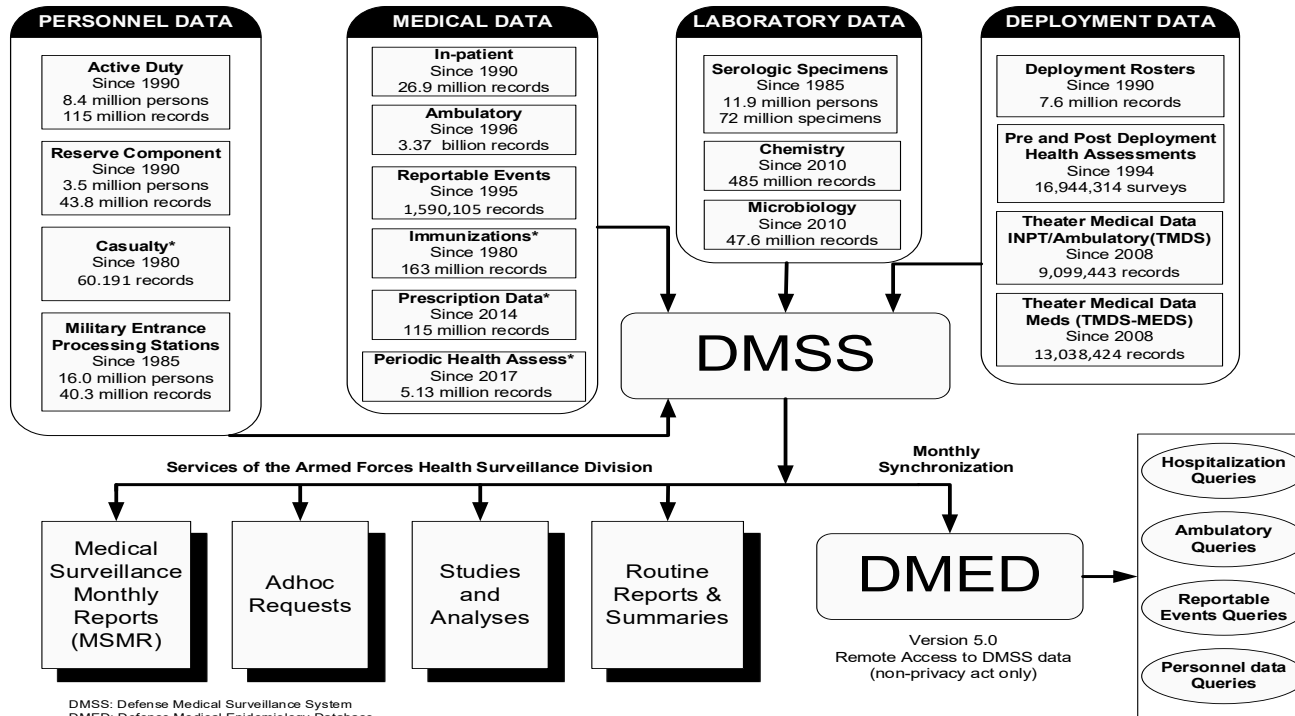 PERSONNEL DATA
Active Duty
Since 1990
8.4 million persons
115 million records
Reserve Component
Since 1990
3.5 million persons
43.8 million records
Casualty*
Since 1980
60.191 records
Military Entrance
Processing Stations
Since 1985
16.0 million persons
40.3 million records
MEDICAL DATA
In-patient
Since 1990
26.9 million records
Ambulatory
Since 1996
3.37 billion records
Reportable Events
Since 1995
1,590,105 records
Immunizations*
Since 1980
163 million records
Prescription Data*
Since 2014
115 million records
Periodic Health Assess*
Since 2017
5.13 million records
LABORATORY DATA
Serologic Specimens
Since 1985
11.9 million persons
72 million specimens
Chemistry
Since 2010
485 million records
Microbiology
Since 2010
47.6 million records
DEPLOYMENT DATA
Deployment Rosters
Since 1990
7.6 million records
Pre and Post Deployment
Health Assessments
Since 1994
16,944,314 surveys
Theater Medical Data
INPT/Ambulatory(TMDS)
Since 2008
9,099,443 records
Theater Medical Data
Meds (TMDS-MEDS)
Since 2008
13,038,424 records
DMSS
Services of the Armed Forces Health Surveillance Division
Monthly
Synchronization
Medical
Surveillance
Monthly
Reports
(MSMR)
Adhoc
Requests
Studies
and
Analyses
Routine
Reports &
Summaries
DMED
Version 5.0
Remote Access to DMSS data
(non-privacy act only)
Hospitalization
Queries
Ambulatory
Queries
Reportable
Events Queries
Personnel data
Queries
DMSS: Defense Medical Surveillance System
DMED: Defense Medical Epidemiology Database